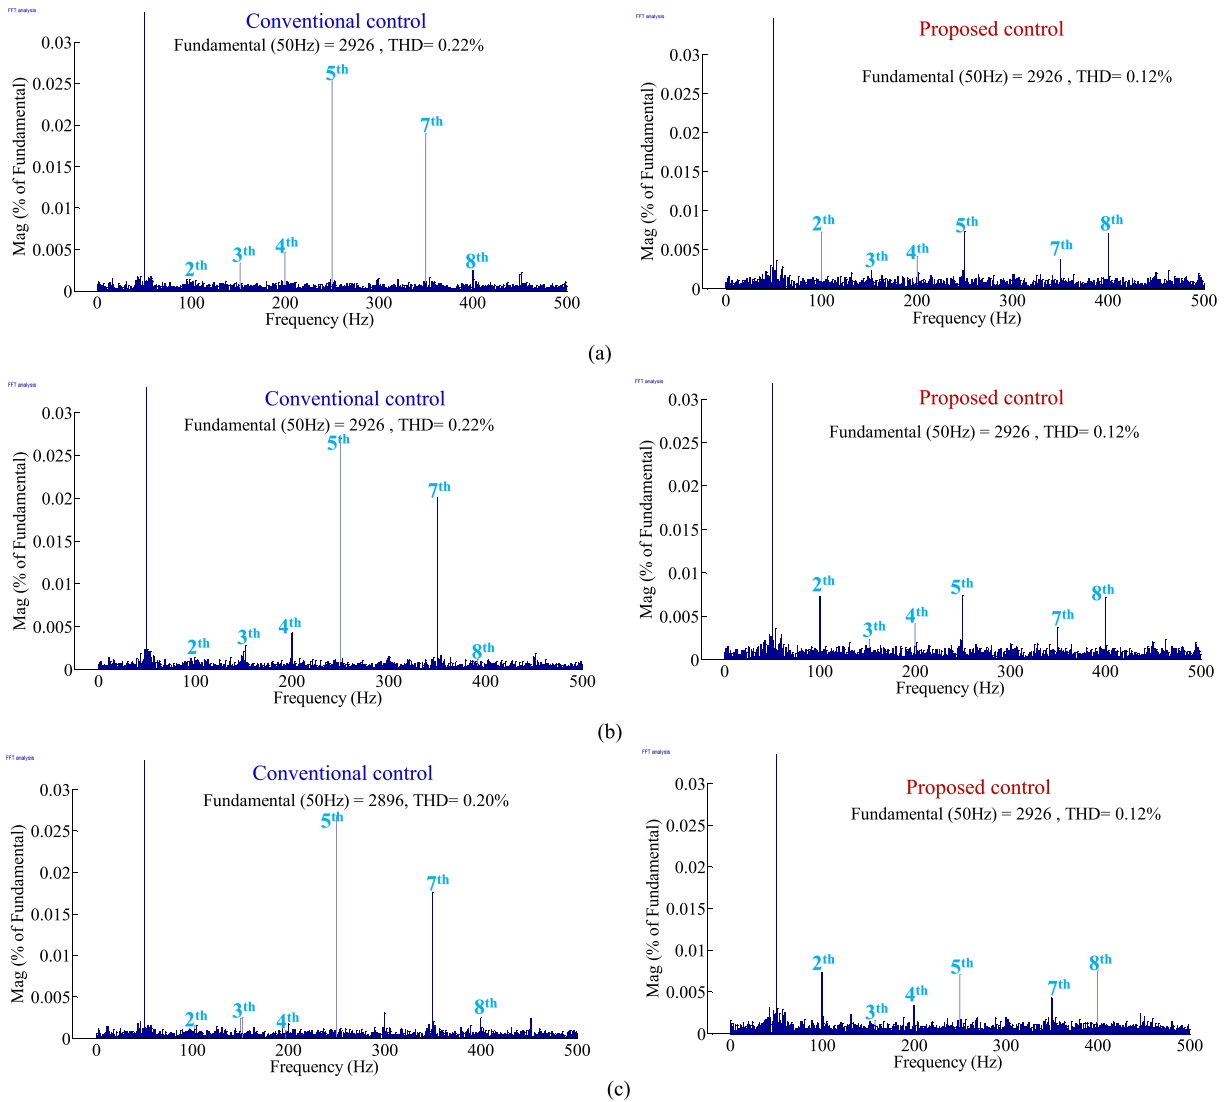 FFT analysis
Conventional control
Fundamental (50Hz) = 2926 , THD= 0.22%
Mag (% of Fundamental)
0.03
0.025
0.02
0.015
0.01
0.005
0
2th
3th
4th
5th
7th
8th
0 100 200 300 400 500
Frequency (Hz)
FFT analysis
Proposed control
Fundamental (50Hz) = 2926 , THD= 0.12%
Mag (% of Fundamental)
0.03
0.025
0.02
0.015
0.01
0.005
0
2th
3th
4th
5th
7th
8th
0 100 200 300 400 500
Frequency (Hz)
(a)
FFT analysis
Conventional control
Fundamental (50Hz) = 2926 , THD= 0.22%
Mag (% of Fundamental)
0.03
0.025
0.02
0.015
0.01
0.005
0
2th
3th
4th
5th
7th
8th
0 100 200 300 400 500
Frequency (Hz)
FFT analysis
Proposed control
Fundamental (50Hz) = 2926 , THD= 0.12%
Mag (% of Fundamental)
0.03
0.025
0.02
0.015
0.01
0.005
0
2th
3th
4th
5th
7th
8th
0 100 200 300 400 500
Frequency (Hz)
(b)
FFT analysis
Conventional control
Fundamental (50Hz) = 2896, THD= 0.20%
Mag (% of Fundamental)
0.03
0.025
0.02
0.015
0.01
0.005
0
2th
3th
4th
5th
7th
8th
0 100 200 300 400 500
Frequency (Hz)
FFT analysis
Proposed control
Fundamental (50Hz) = 2926 , THD= 0.12%
Mag (% of Fundamental)
0.03
0.025
0.02
0.015
0.01
0.005
0
2th
3th
4th
5th
7th
8th
0 100 200 300 400 500
Frequency (Hz)
(c)